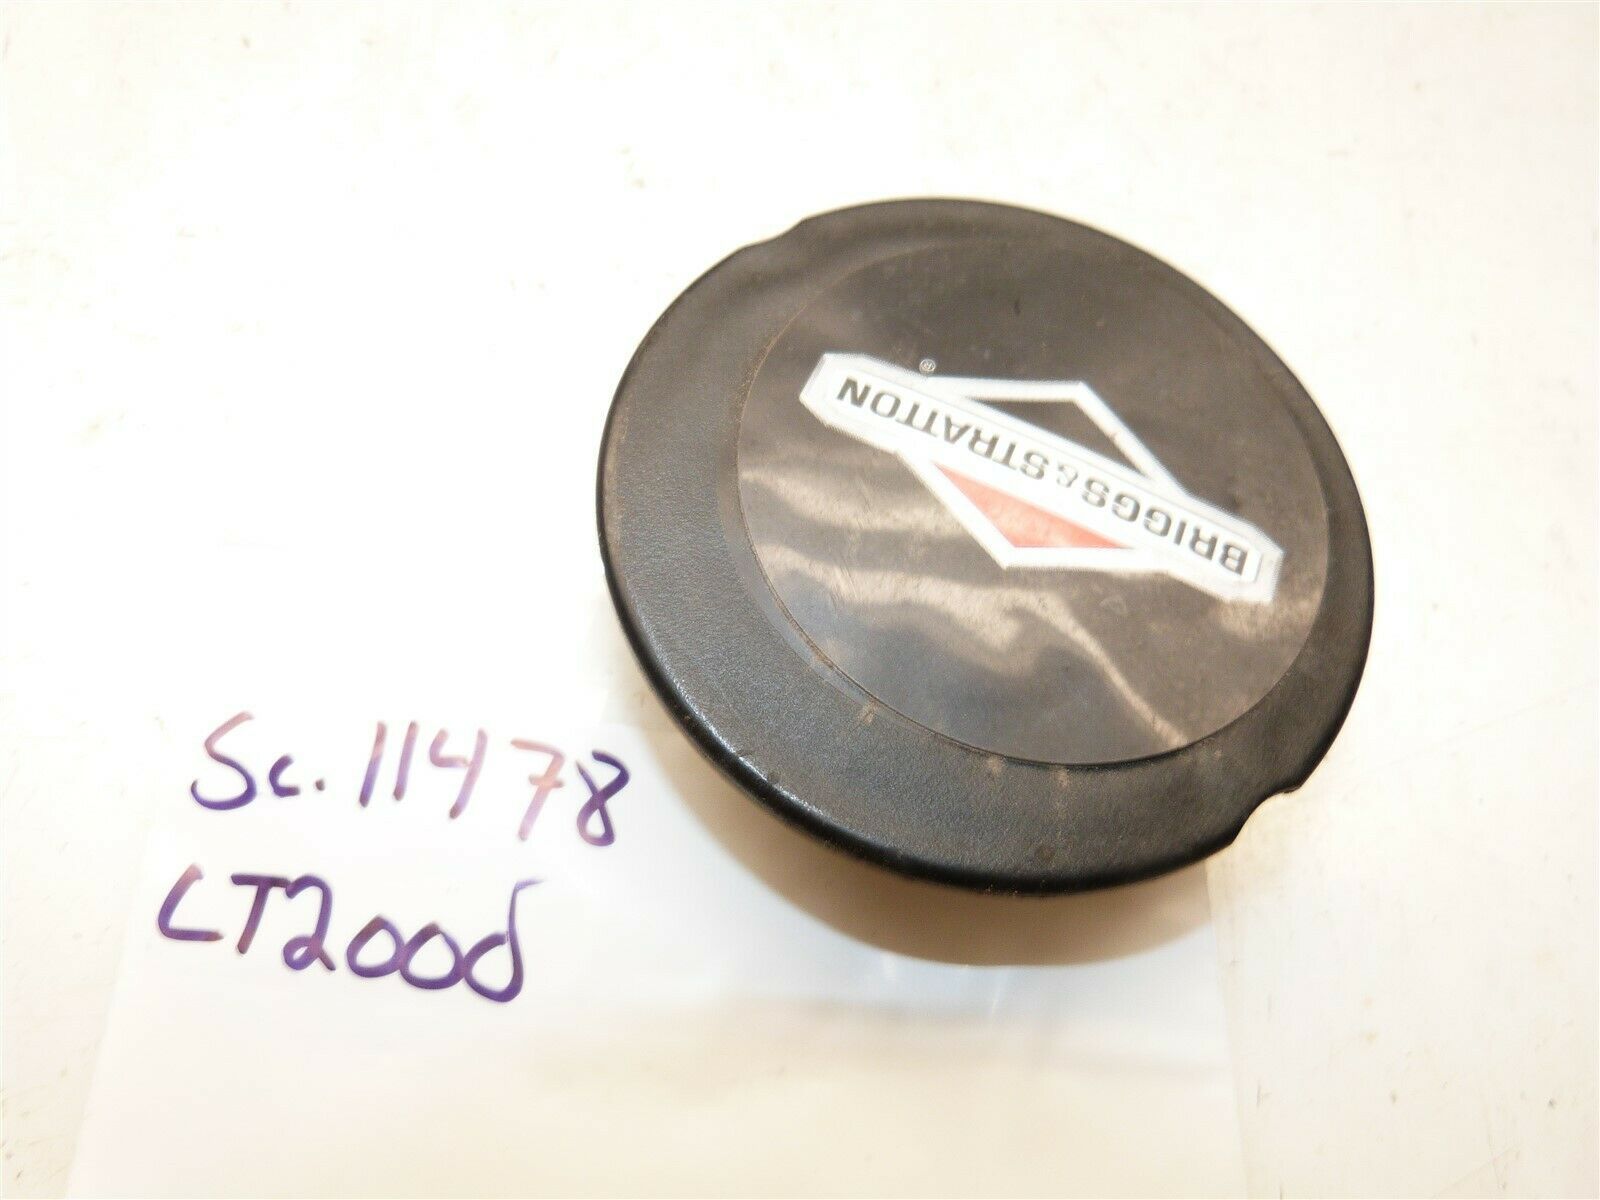 BRIGGS & STRATTON
®
Sc. 11478
LT2000